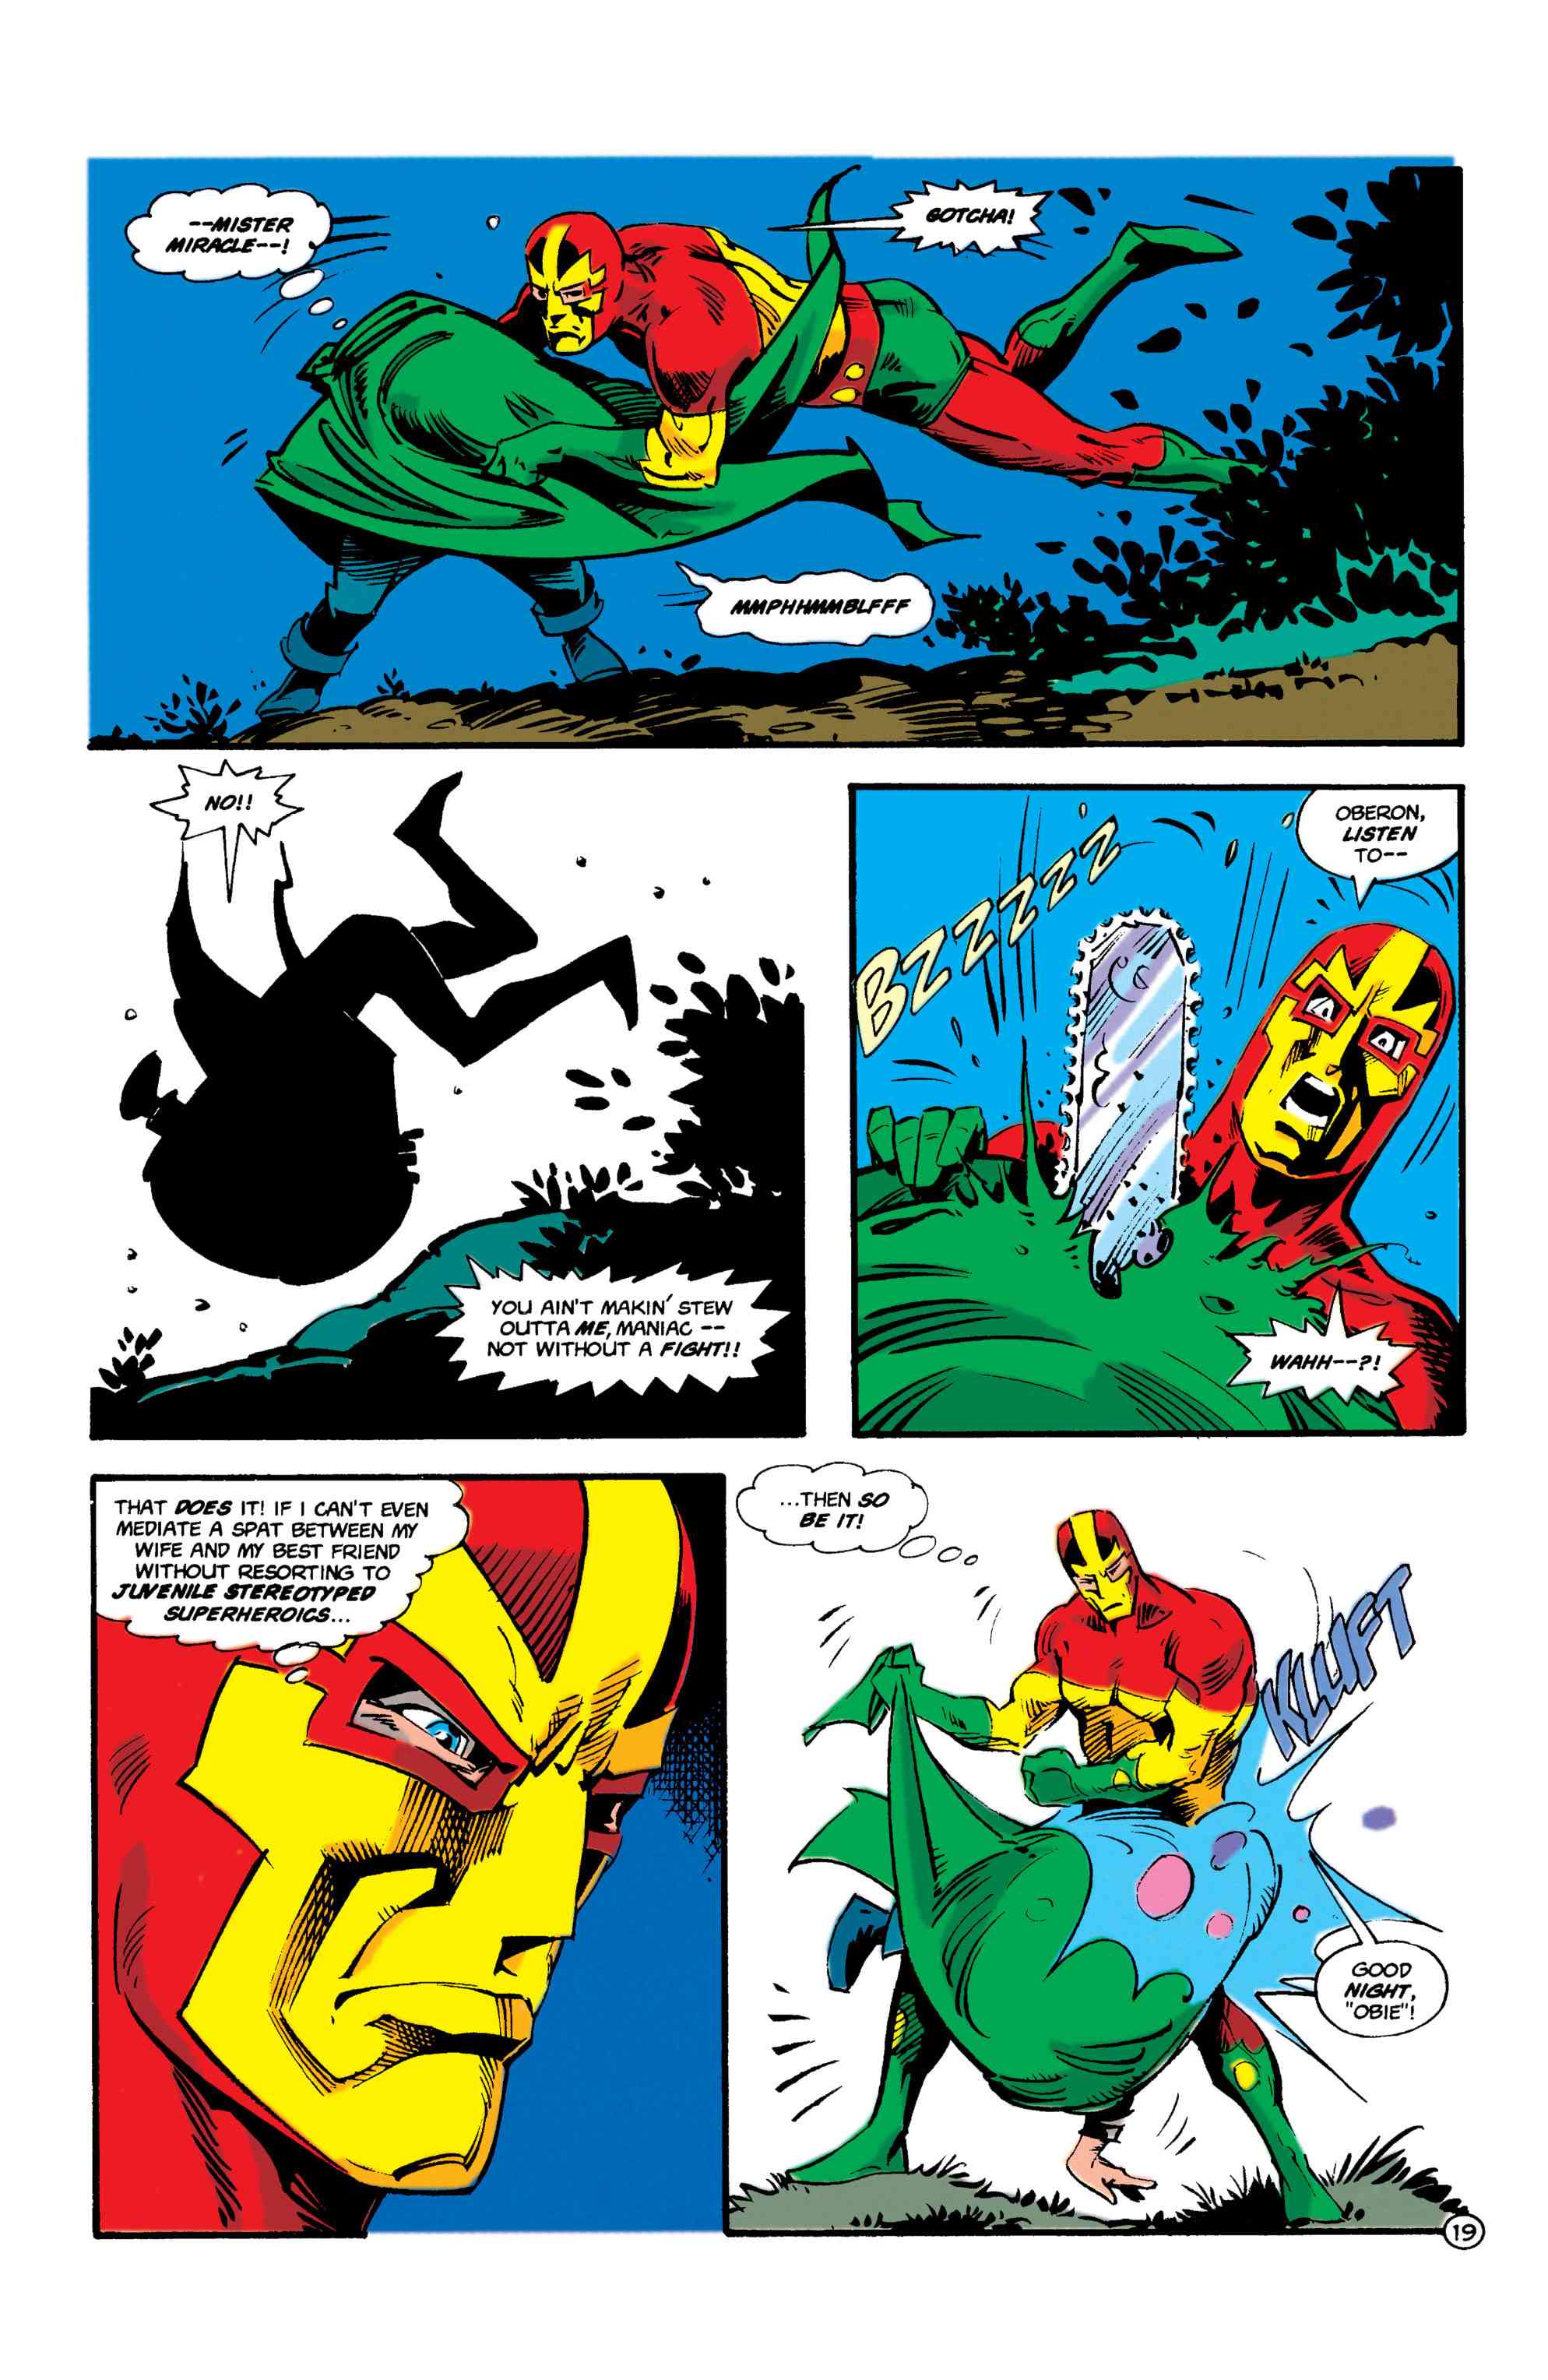 --MISTER
MIRACLE--!
GOTCHA!
MMPHHMMMBLFFF
NO!!
YOU AIN'T MAKIN' STEW
OUTTA ME, MANIAC --
NOT WITHOUT A FIGHT!!
BZZZZZZ
OBERON,
LISTEN
TO--
WAHH--?!
THAT DOES IT! IF I CAN'T EVEN
MEDIATE A SPAT BETWEEN MY
WIFE AND MY BEST FRIEND
WITHOUT RESORTING TO
JUVENILE STEREOTYPED
SUPERHEROICS...
...THEN SO
BE IT!
KLUFT
GOOD
NIGHT,
"OBIE"!
19